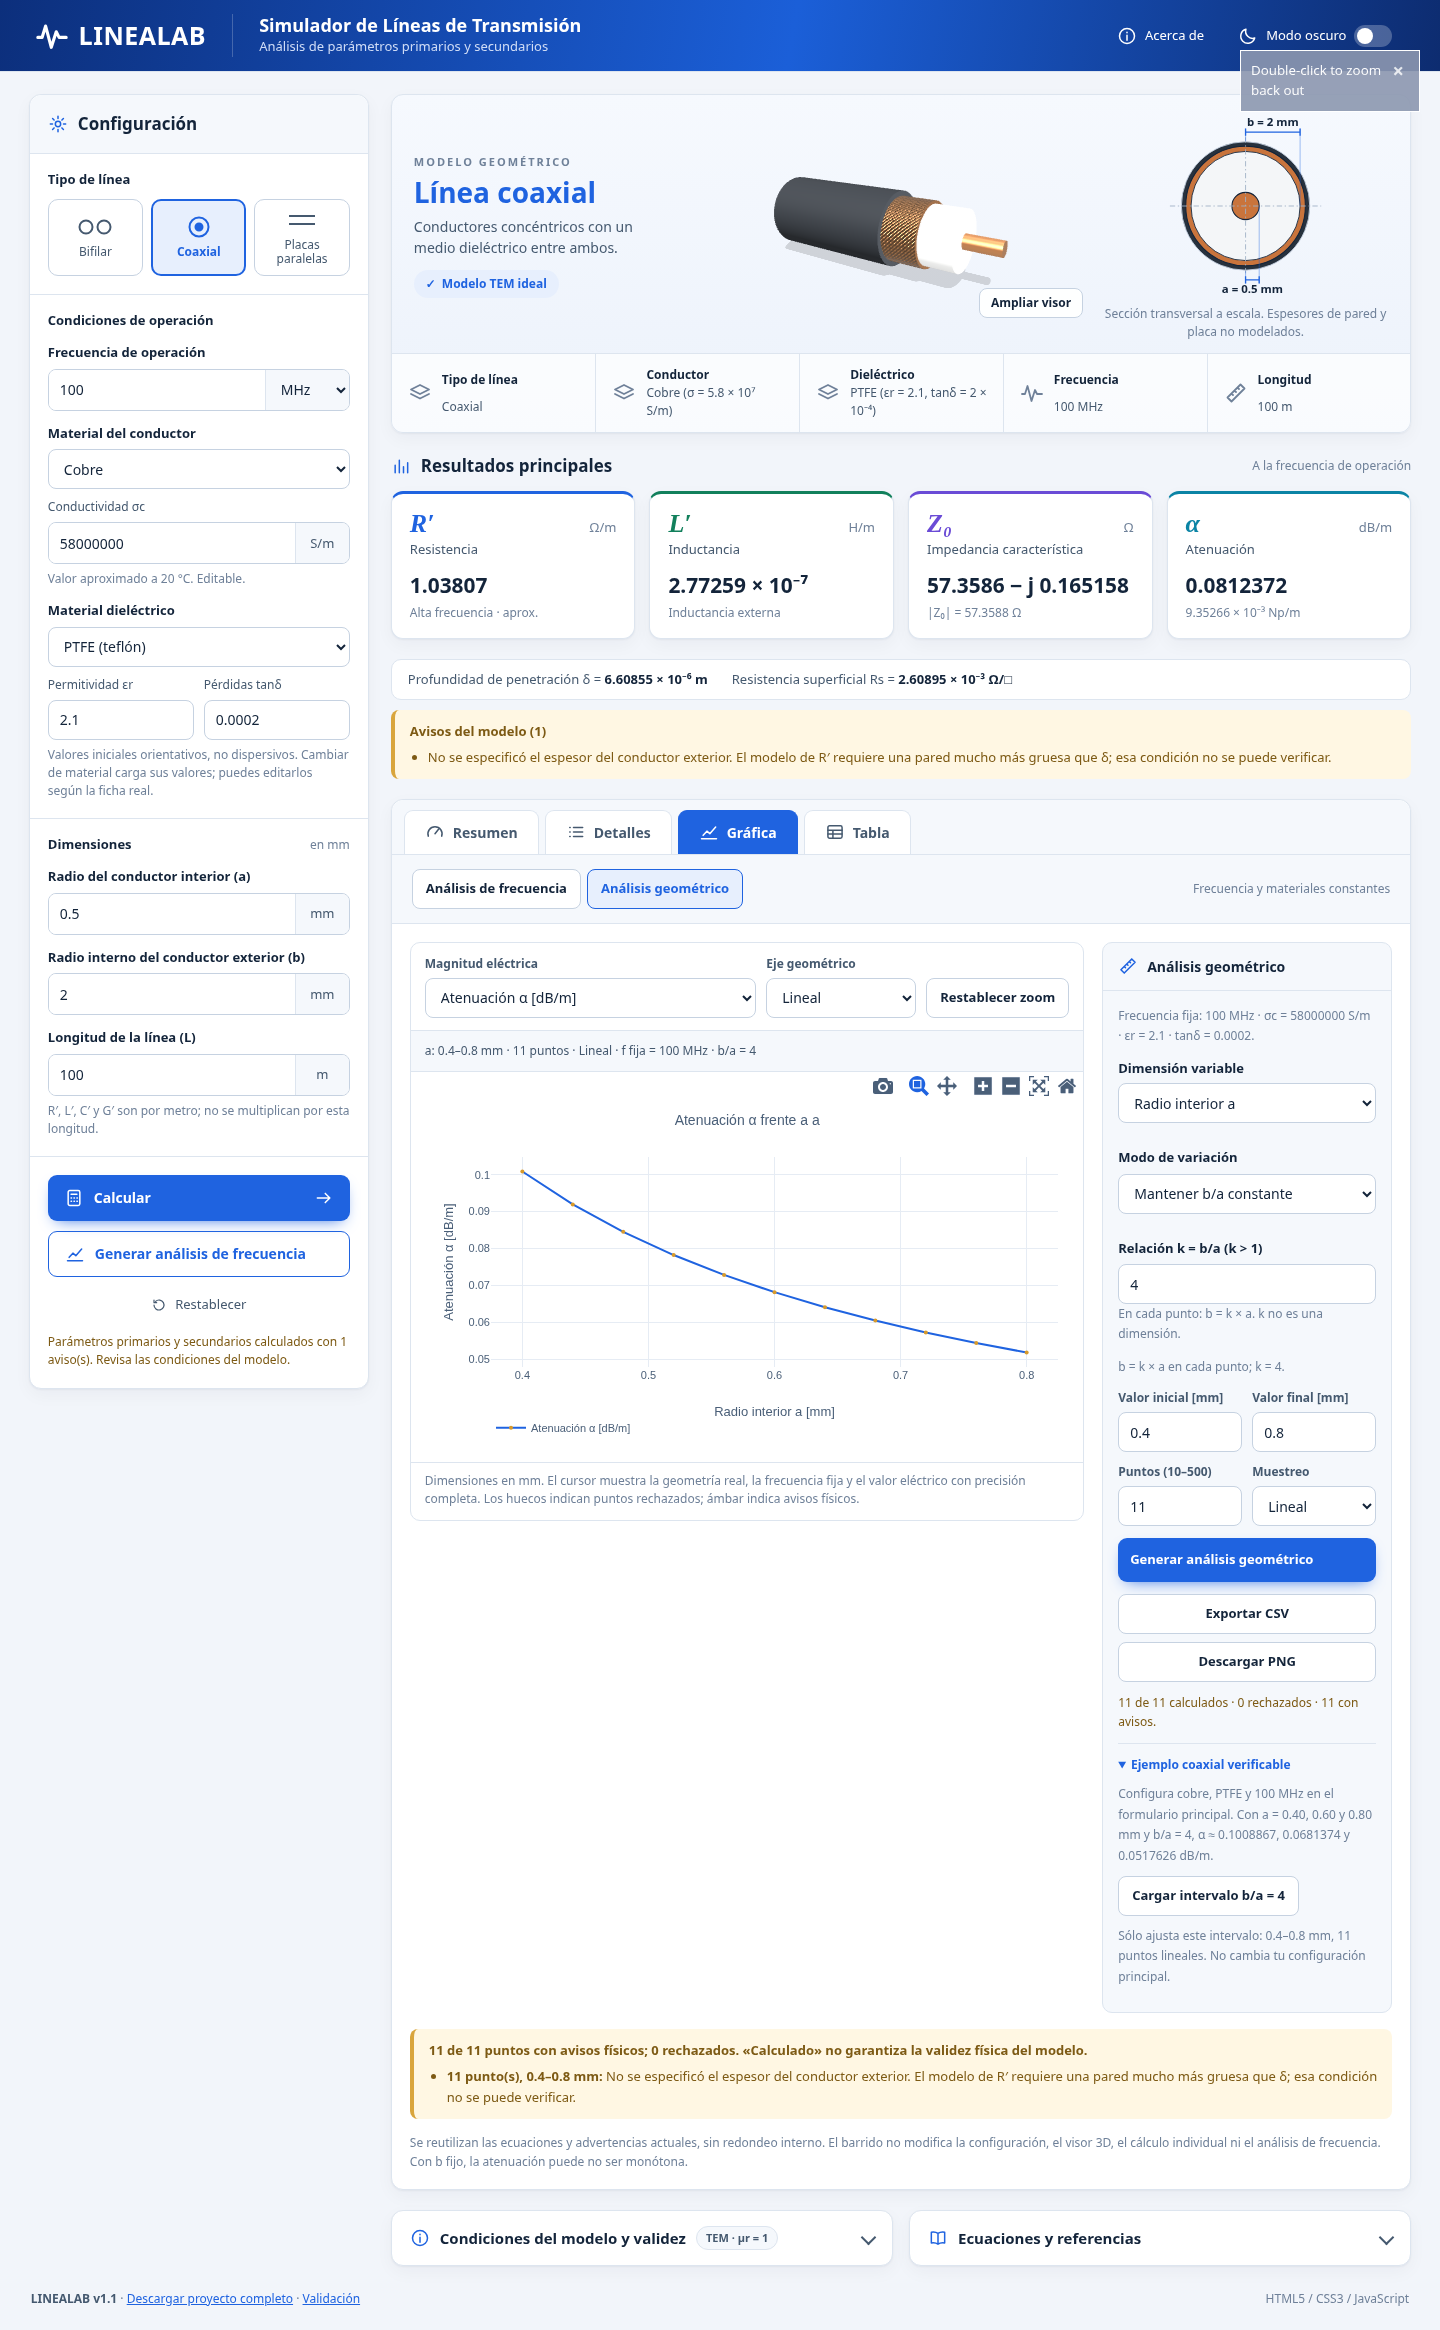 LINEALAB
Simulador de Líneas de Transmisión
Análisis de parámetros primarios y secundarios
Acerca de
Modo oscuro
Double-click to zoom
back out
×
Configuración
Tipo de línea
Bifilar
Coaxial
Placas
paralelas
Condiciones de operación
Frecuencia de operación
100 MHz
Material del conductor
Cobre
Conductividad σc
58000000 S/m
Valor aproximado a 20 °C. Editable.
Material dieléctrico
PTFE (teflón)
Permitividad εr Pérdidas tanδ
2.1 0.0002
Valores iniciales orientativos, no dispersivos. Cambiar
de material carga sus valores; puedes editarlos
según la ficha real.
Dimensiones en mm
Radio del conductor interior (a)
0.5 mm
Radio interno del conductor exterior (b)
2 mm
Longitud de la línea (L)
100 m
R′, L′, C′ y G′ son por metro; no se multiplican por esta
longitud.
Calcular →
Generar análisis de frecuencia
Restablecer
Parámetros primarios y secundarios calculados con 1
aviso(s). Revisa las condiciones del modelo.
MODELO GEOMÉTRICO
Línea coaxial
Conductores concéntricos con un
medio dieléctrico entre ambos.
✓ Modelo TEM ideal
Ampliar visor
b = 2 mm
a = 0.5 mm
Sección transversal a escala. Espesores de pared y
placa no modelados.
Tipo de línea
Coaxial
Conductor
Cobre (σ = 5.8 × 10⁷
S/m)
Dieléctrico
PTFE (εr = 2.1, tanδ = 2 ×
10⁻⁴)
Frecuencia
100 MHz
Longitud
100 m
Resultados principales
A la frecuencia de operación
R′ Ω/m
Resistencia
1.03807
Alta frecuencia · aprox.
L′ H/m
Inductancia
2.77259 × 10⁻⁷
Inductancia externa
Z₀ Ω
Impedancia característica
57.3586 − j 0.165158
|Z₀| = 57.3588 Ω
α dB/m
Atenuación
0.0812372
9.35266 × 10⁻³ Np/m
Profundidad de penetración δ = 6.60855 × 10⁻⁶ m Resistencia superficial Rs = 2.60895 × 10⁻³ Ω/□
Avisos del modelo (1)
• No se especificó el espesor del conductor exterior. El modelo de R′ requiere una pared mucho más gruesa que δ; esa condición no se puede verificar.
Resumen
Detalles
Gráfica
Tabla
Análisis de frecuencia
Análisis geométrico
Frecuencia y materiales constantes
Magnitud eléctrica Eje geométrico
Atenuación α [dB/m] Lineal Restablecer zoom
a: 0.4–0.8 mm · 11 puntos · Lineal · f fija = 100 MHz · b/a = 4
Atenuación α frente a a
Atenuación α [dB/m]
0.1
0.09
0.08
0.07
0.06
0.05
0.4 0.5 0.6 0.7 0.8
Radio interior a [mm]
Atenuación α [dB/m]
Dimensiones en mm. El cursor muestra la geometría real, la frecuencia fija y el valor eléctrico con precisión
completa. Los huecos indican puntos rechazados; ámbar indica avisos físicos.
Análisis geométrico
Frecuencia fija: 100 MHz · σc = 58000000 S/m
· εr = 2.1 · tanδ = 0.0002.
Dimensión variable
Radio interior a
Modo de variación
Mantener b/a constante
Relación k = b/a (k > 1)
4
En cada punto: b = k × a. k no es una
dimensión.
b = k × a en cada punto; k = 4.
Valor inicial [mm] Valor final [mm]
0.4 0.8
Puntos (10–500) Muestreo
11 Lineal
Generar análisis geométrico
Exportar CSV
Descargar PNG
11 de 11 calculados · 0 rechazados · 11 con
avisos.
▼ Ejemplo coaxial verificable
Configura cobre, PTFE y 100 MHz en el
formulario principal. Con a = 0.40, 0.60 y 0.80
mm y b/a = 4, α ≈ 0.1008867, 0.0681374 y
0.0517626 dB/m.
Cargar intervalo b/a = 4
Sólo ajusta este intervalo: 0.4–0.8 mm, 11
puntos lineales. No cambia tu configuración
principal.
11 de 11 puntos con avisos físicos; 0 rechazados. «Calculado» no garantiza la validez física del modelo.
• 11 punto(s), 0.4–0.8 mm: No se especificó el espesor del conductor exterior. El modelo de R′ requiere una pared mucho más gruesa que δ; esa condición
no se puede verificar.
Se reutilizan las ecuaciones y advertencias actuales, sin redondeo interno. El barrido no modifica la configuración, el visor 3D, el cálculo individual ni el análisis de frecuencia.
Con b fijo, la atenuación puede no ser monótona.
Condiciones del modelo y validez TEM · μr = 1
Ecuaciones y referencias
LINEALAB v1.1 · Descargar proyecto completo · Validación
HTML5 / CSS3 / JavaScript